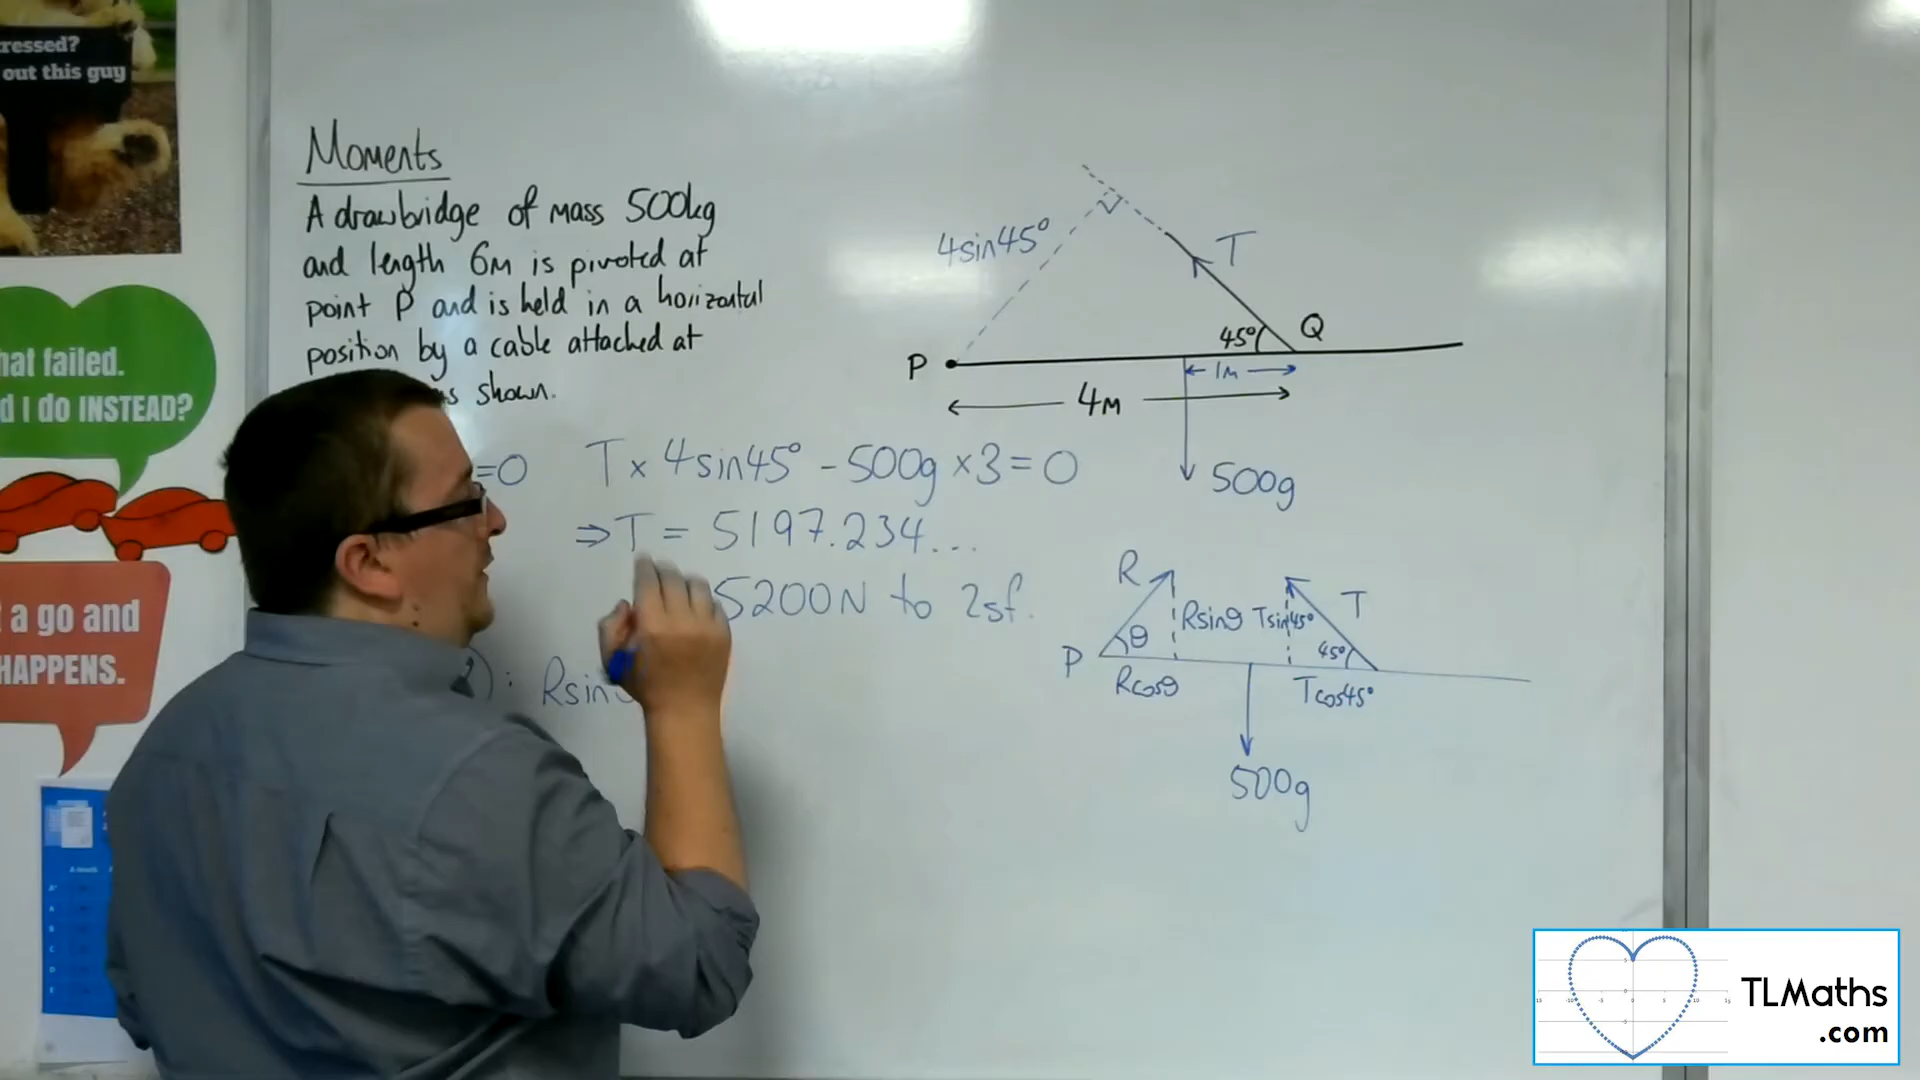 ressed?
out this guy
hat failed.
d I do INSTEAD?
a go and
HAPPENS.
Moments
A drawbridge of mass 500kg
and length 6m is pivoted at
point P and is held in a horizontal
position by a cable attached at
s shown.
=0 T × 4sin45° - 500g × 3 = 0
⇒ T = 5197.234...
5200N to 2sf.
: Rsin
4sin45°
T
45°
Q
P
1m
4m
500g
R
Rsinθ
Tsin45°
T
θ
45°
P
Rcosθ
Tcos45°
500g
TLMaths
.com